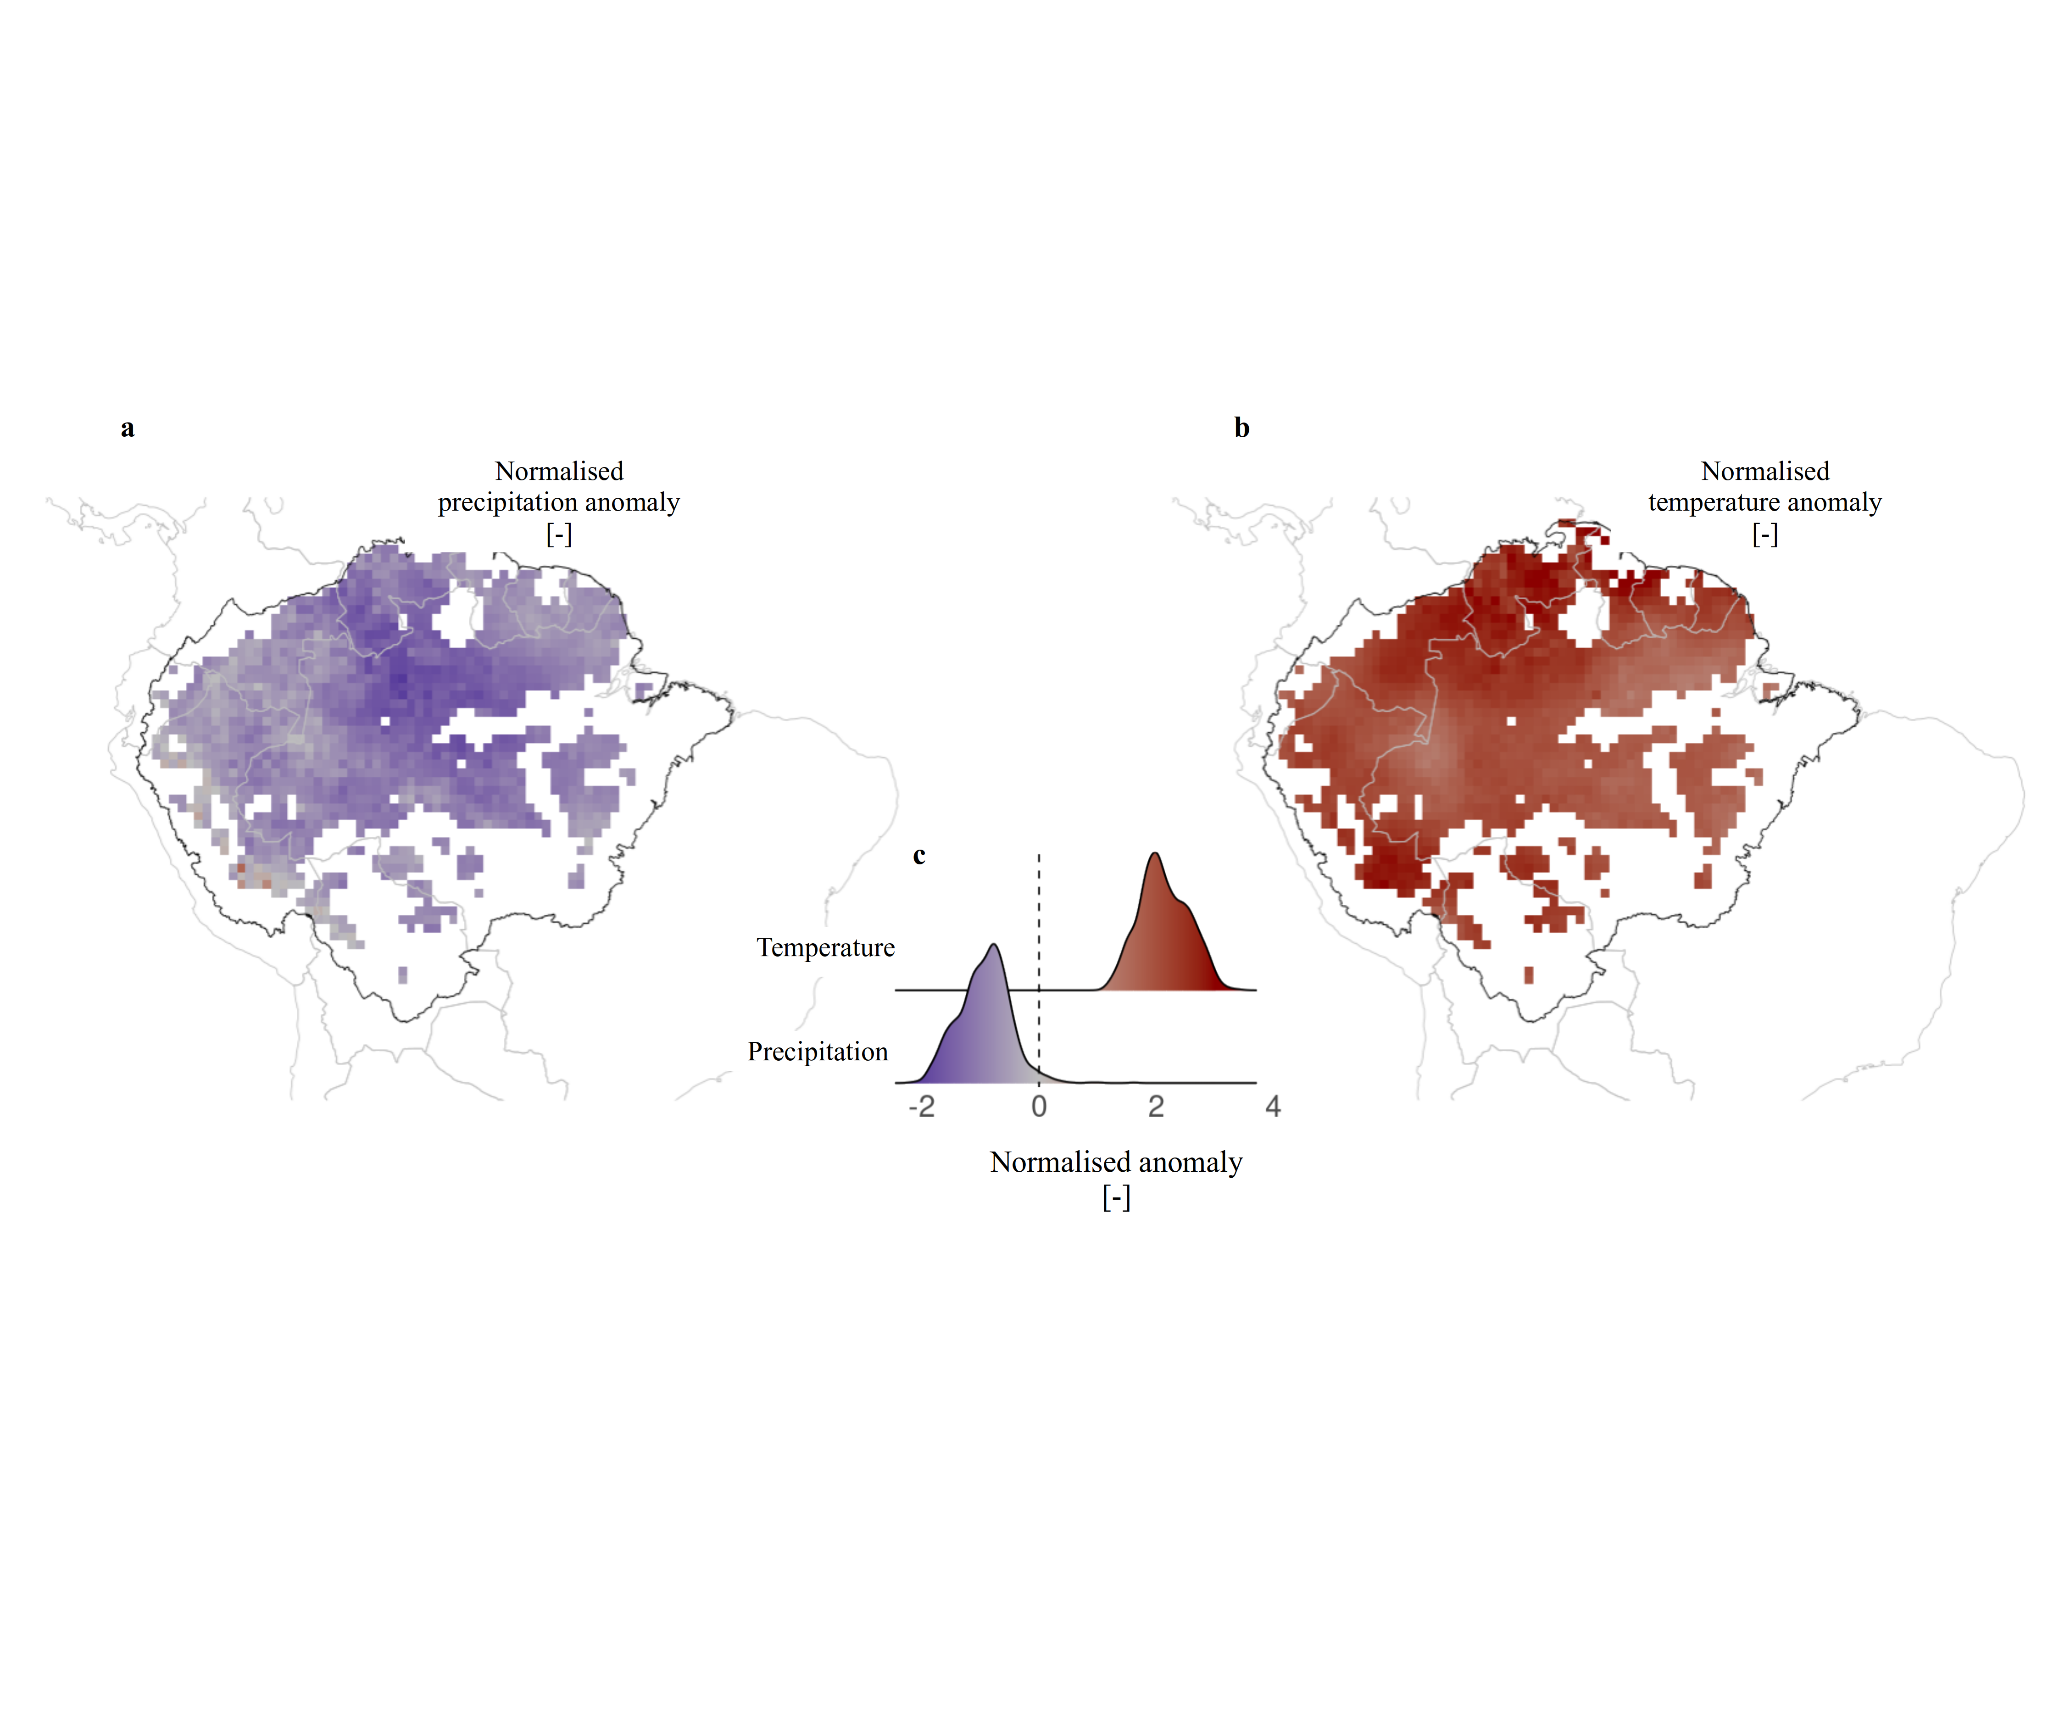 a
Normalised
precipitation anomaly
[-]
b
Normalised
temperature anomaly
[-]
c
Temperature
Precipitation
-2 0 2 4
Normalised anomaly
[-]